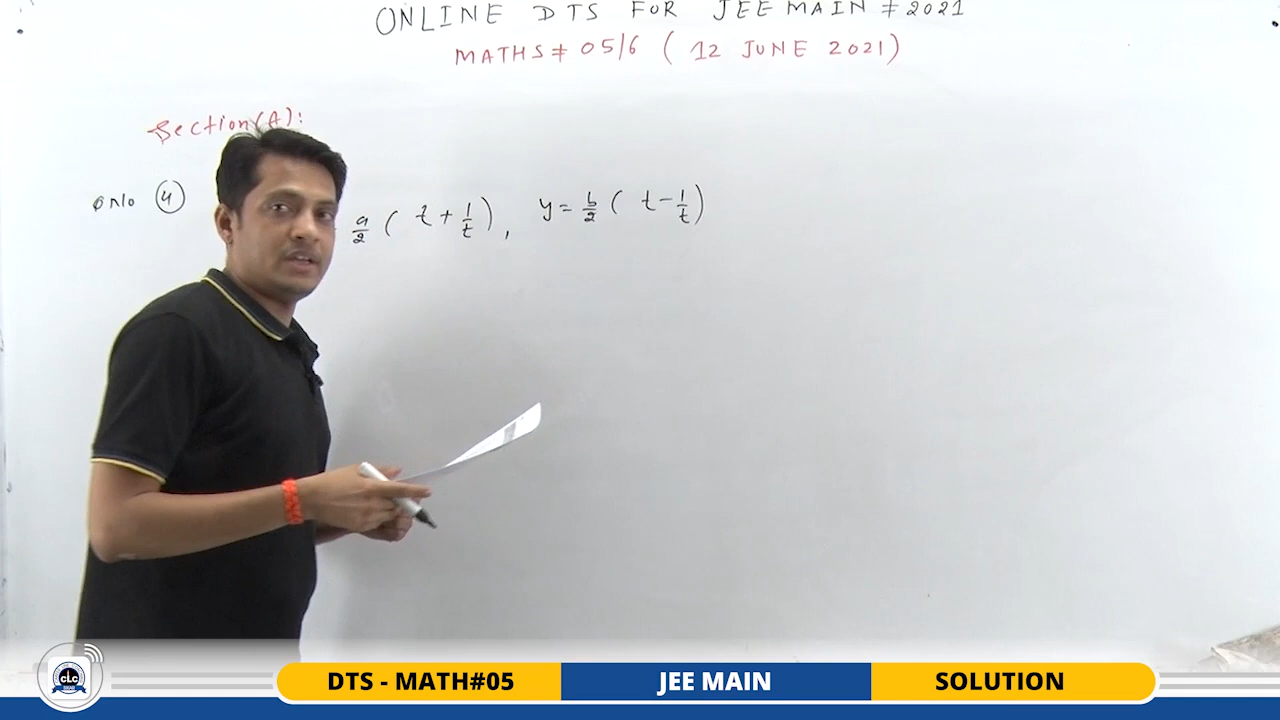 ONLINE DTS FOR JEE MAIN # 2021
MATHS # 05/6 ( 12 JUNE 2021)
Section (A):
Q No (4)
a/2 ( t + 1/t ) , y = b/2 ( t - 1/t )
CLC
DTS - MATH#05
JEE MAIN
SOLUTION